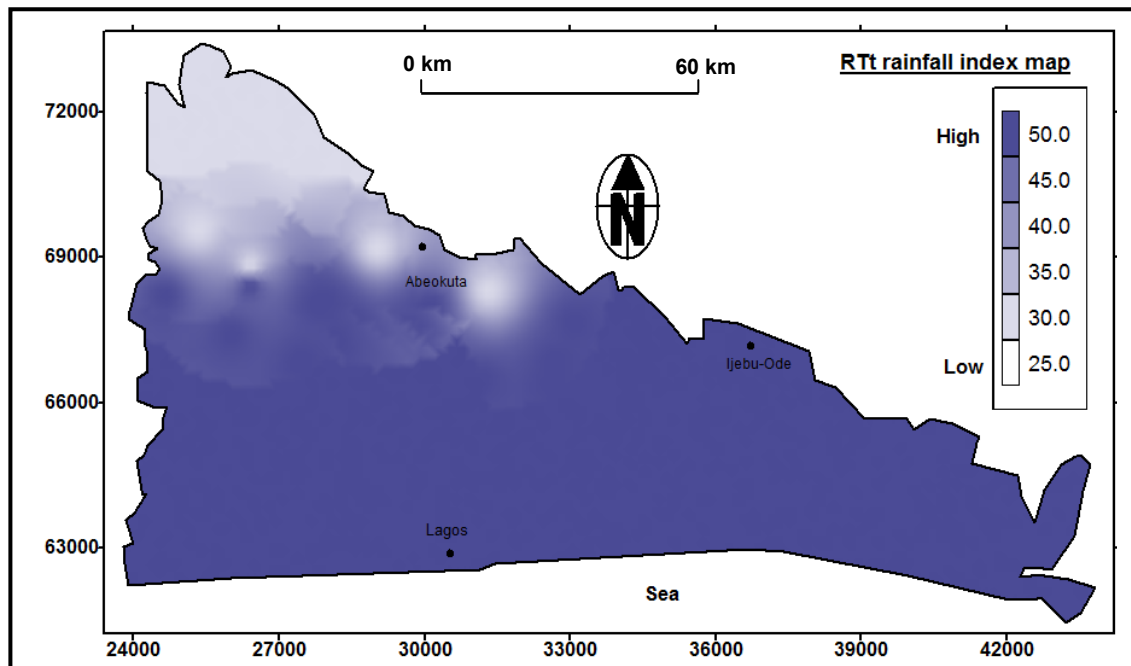 0 km
60 km
RTt rainfall index map
High
50.0
45.0
40.0
35.0
30.0
Low
25.0
N
72000
69000
66000
63000
Abeokuta
Ijebu-Ode
Lagos
Sea
24000
27000
30000
33000
36000
39000
42000